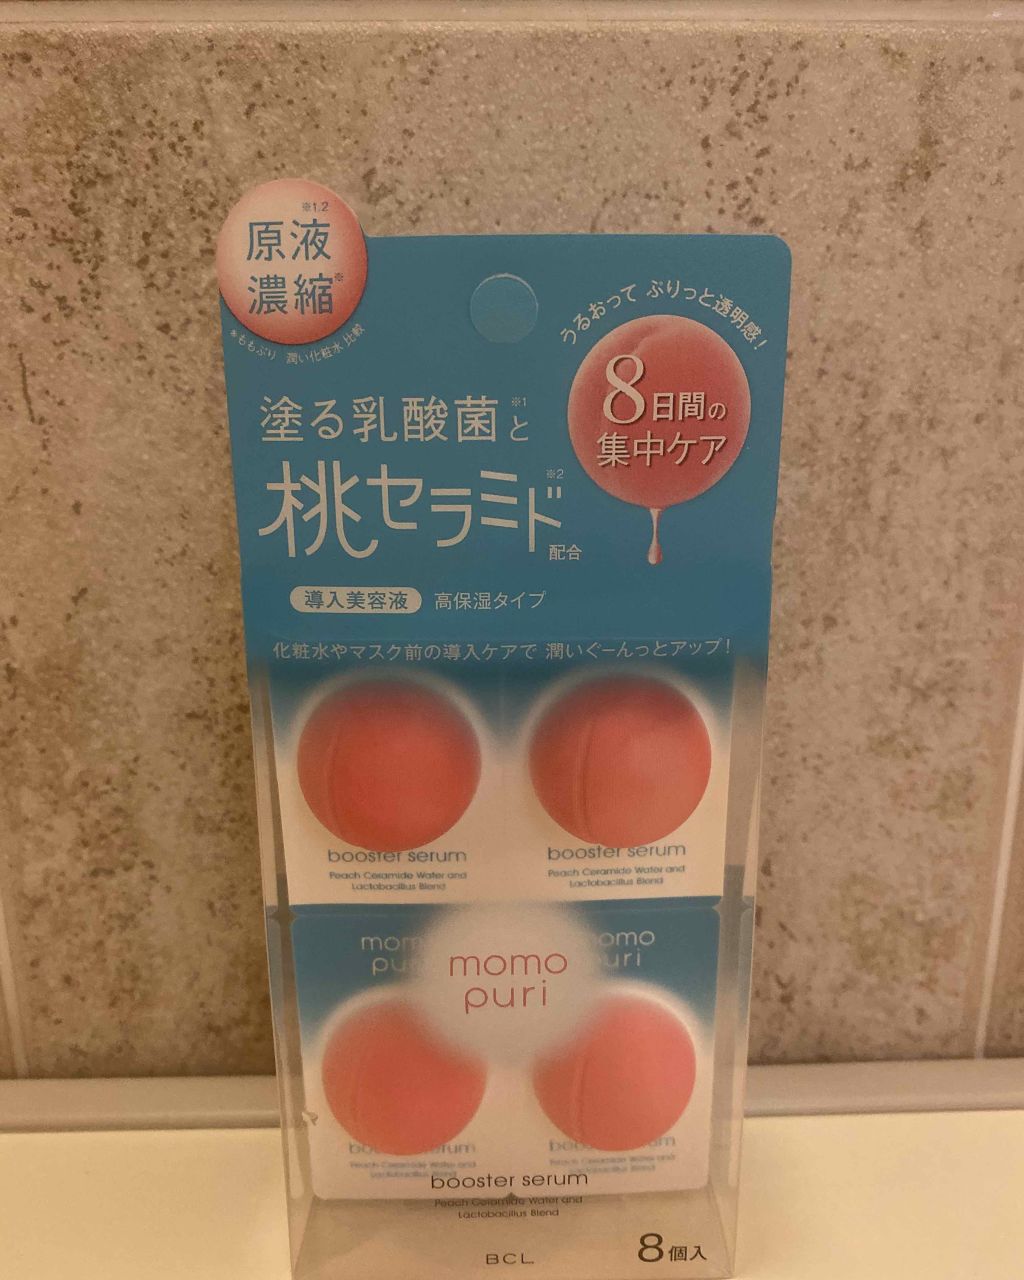 ※1,2
原液
濃縮※
※ももぷり 潤い化粧水 比較
うるおって ぷりっと透明感!
8日間の
集中ケア
塗る乳酸菌※1と
桃セラミド※2
配合
導入美容液 高保湿タイプ
化粧水やマスク前の導入ケアで 潤いぐーんっとアップ!
booster serum
Peach Ceramide Water and
Lactobacillus Blend
booster serum
Peach Ceramide Water and
Lactobacillus Blend
momo
puri
booster serum
Peach Ceramide Water and
Lactobacillus Blend
BCL
8個入